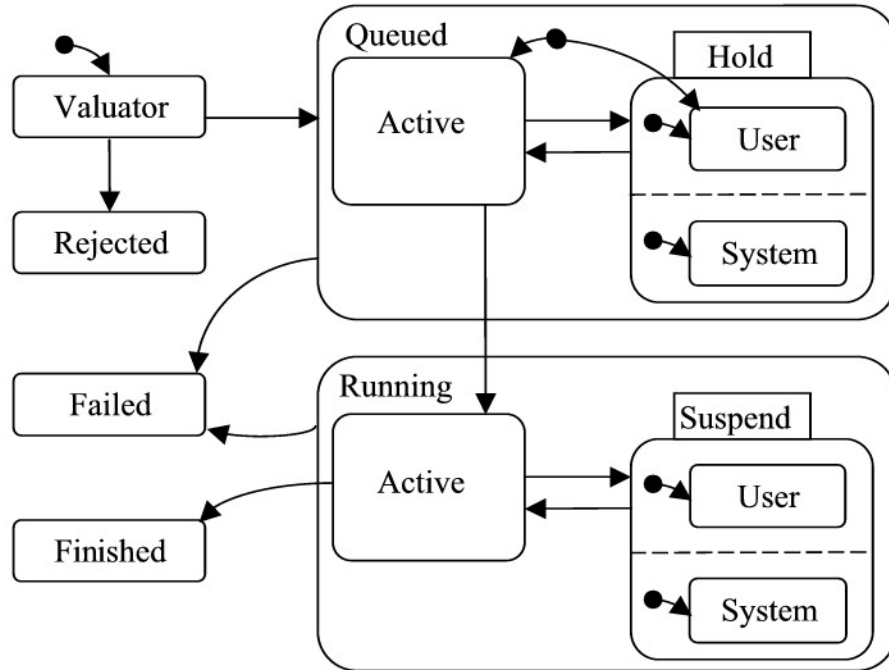 Queued
Hold
Valuator
Active
User
Rejected
System
Running
Failed
Suspend
Active
User
Finished
System